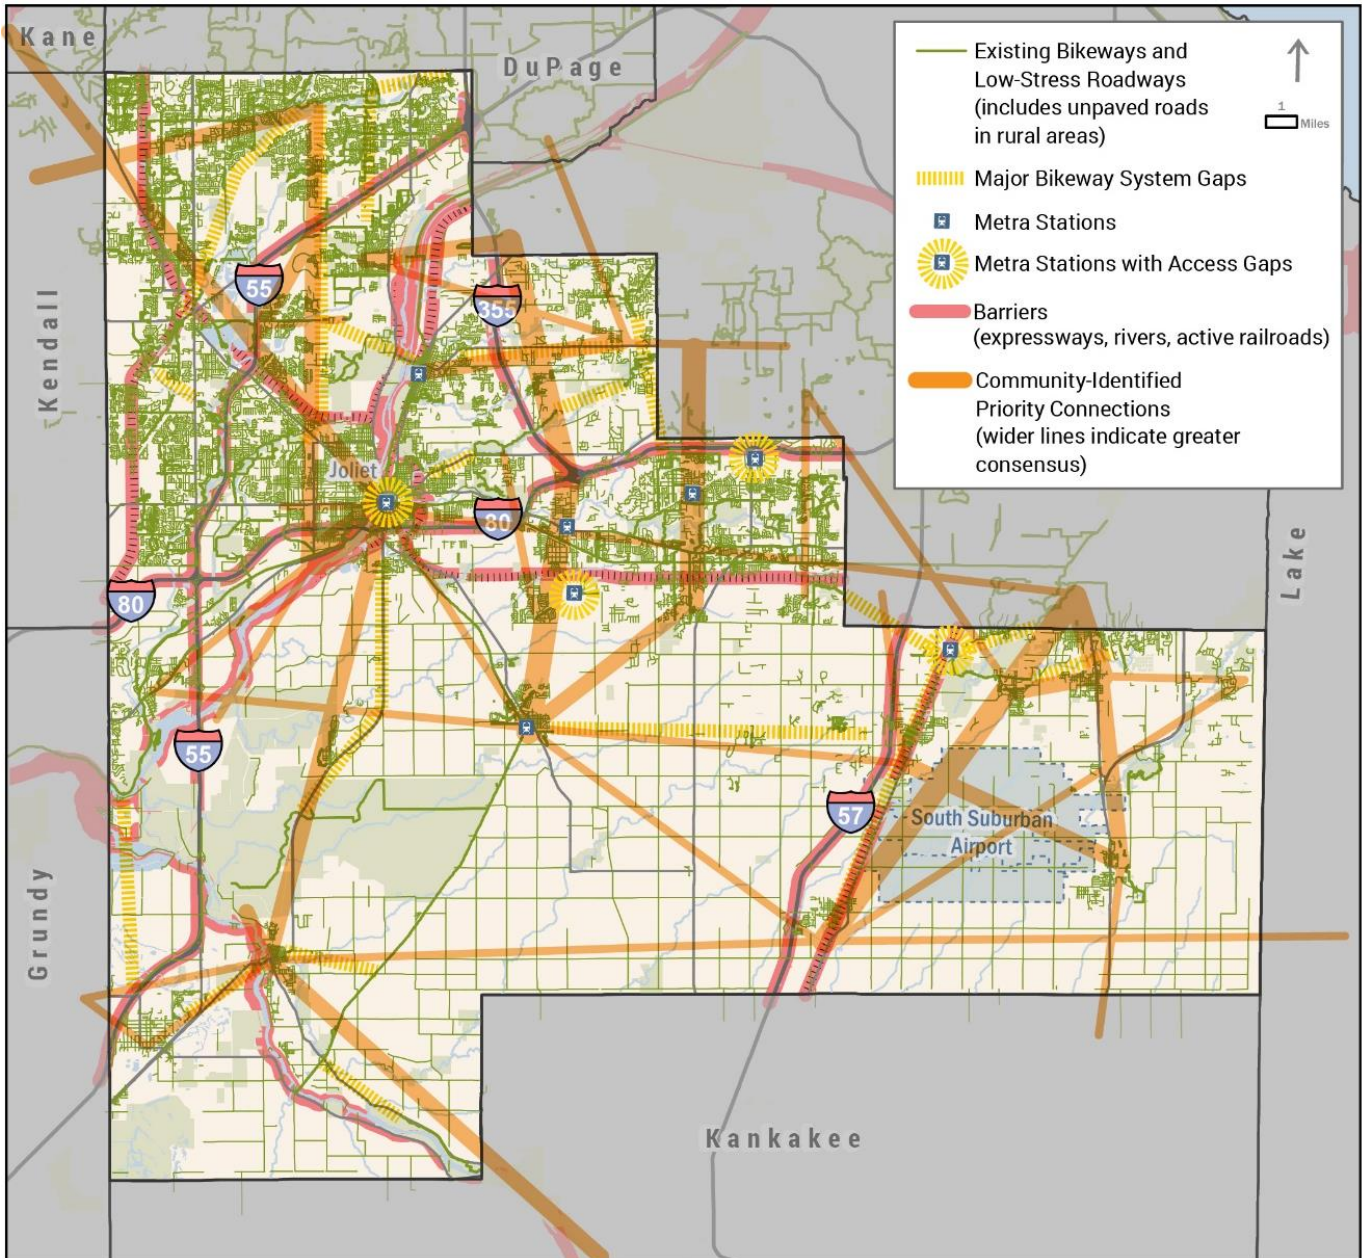 Kane
DuPage
Existing Bikeways and
Low-Stress Roadways
(includes unpaved roads
in rural areas)
1
Miles
Major Bikeway System Gaps
Metra Stations
Metra Stations with Access Gaps
Barriers
(expressways, rivers, active railroads)
Community-Identified
Priority Connections
(wider lines indicate greater
consensus)
55
355
Kendall
Joliet
80
80
Lake
55
57
South Suburban
Airport
Grundy
Kankakee